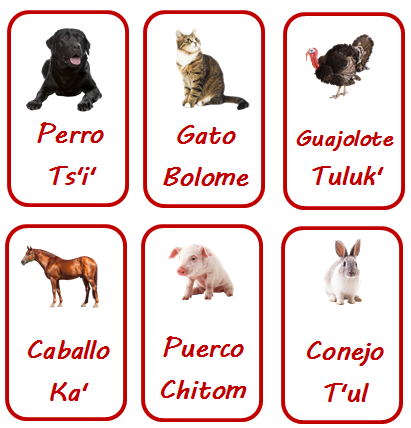 Perro
Ts'i'
Gato
Bolome
Guajolote
Tuluk'
Caballo
Ka'
Puerco
Chitom
Conejo
T'ul